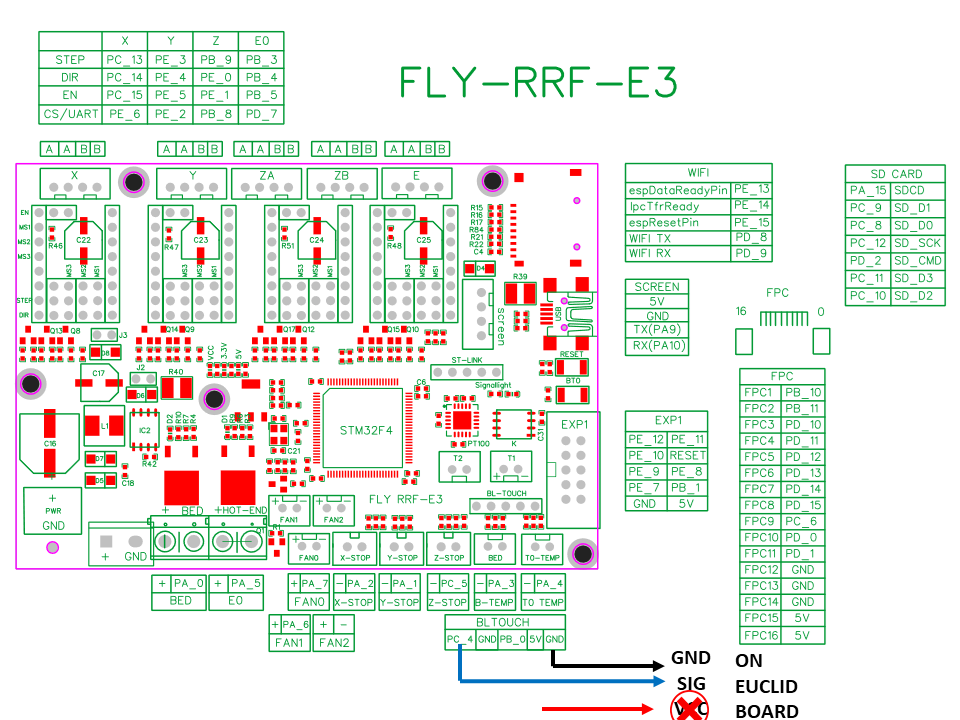 X Y Z E0
STEP PC_13 PE_3 PB_9 PB_3
DIR PC_14 PE_4 PE_0 PB_4
EN PC_15 PE_5 PE_1 PB_5
CS/UART PE_6 PE_2 PB_8 PD_7
FLY-RRF-E3
A A B B
A A B B
A A B B
A A B B
A A B B
X
Y
ZA
ZB
E
EN
MS1
MS2
MS3
STEP
DIR
R46
C22
MS3 MS2 MS1
R47
C23
MS3 MS2 MS1
R51
C24
MS3 MS2 MS1
R48
C25
MS3 MS2 MS1
R15
R16
R17
R84
R21
R22
C4
D4
R39
USB
screen
Q13 Q8
Q14 Q9
Q17 Q12
Q15 Q10
J3
D8
VCC
3.3V
5V
ST-LINK
RESET
BT0
Signallight
C17
J2
D6
R40
C6
C16
L1
IC2
D2
R10
R7
R4
D1
R9
R3
C21
STM32F4
PT100
K
C31
EXP1
D7
R42
D5
C18
T2
T1
+ -
PWR
+
GND
+ BED
+HOT-END
FAN1
FAN2
FLY RRF-E3
BL-TOUCH
+ GND
Q1
R1
FAN0
X-STOP
Y-STOP
Z-STOP
BED
TO-TEMP
+ PA_0
BED
+ PA_5
E0
+ PA_7
FAN0
- PA_2
X-STOP
- PA_1
Y-STOP
- PC_5
Z-STOP
- PA_3
B-TEMP
- PA_4
T0 TEMP
+ PA_6
FAN1
+ -
FAN2
BLTOUCH
PC_4 GND PB_0 5V GND
WIFI
espDataReadyPin PE_13
lpcTfrReady PE_14
espResetPin PE_15
WIFI TX PD_8
WIFI RX PD_9
SD CARD
PA_15 SDCD
PC_9 SD_D1
PC_8 SD_D0
PC_12 SD_SCK
PD_2 SD_CMD
PC_11 SD_D3
PC_10 SD_D2
SCREEN
5V
GND
TX(PA9)
RX(PA10)
FPC
16 0
EXP1
PE_12 PE_11
PE_10 RESET
PE_9 PE_8
PE_7 PB_1
GND 5V
FPC
FPC1 PB_10
FPC2 PB_11
FPC3 PD_10
FPC4 PD_11
FPC5 PD_12
FPC6 PD_13
FPC7 PD_14
FPC8 PD_15
FPC9 PC_6
FPC10 PD_0
FPC11 PD_1
FPC12 GND
FPC13 GND
FPC14 GND
FPC15 5V
FPC16 5V
GND ON
SIG EUCLID
VCC BOARD